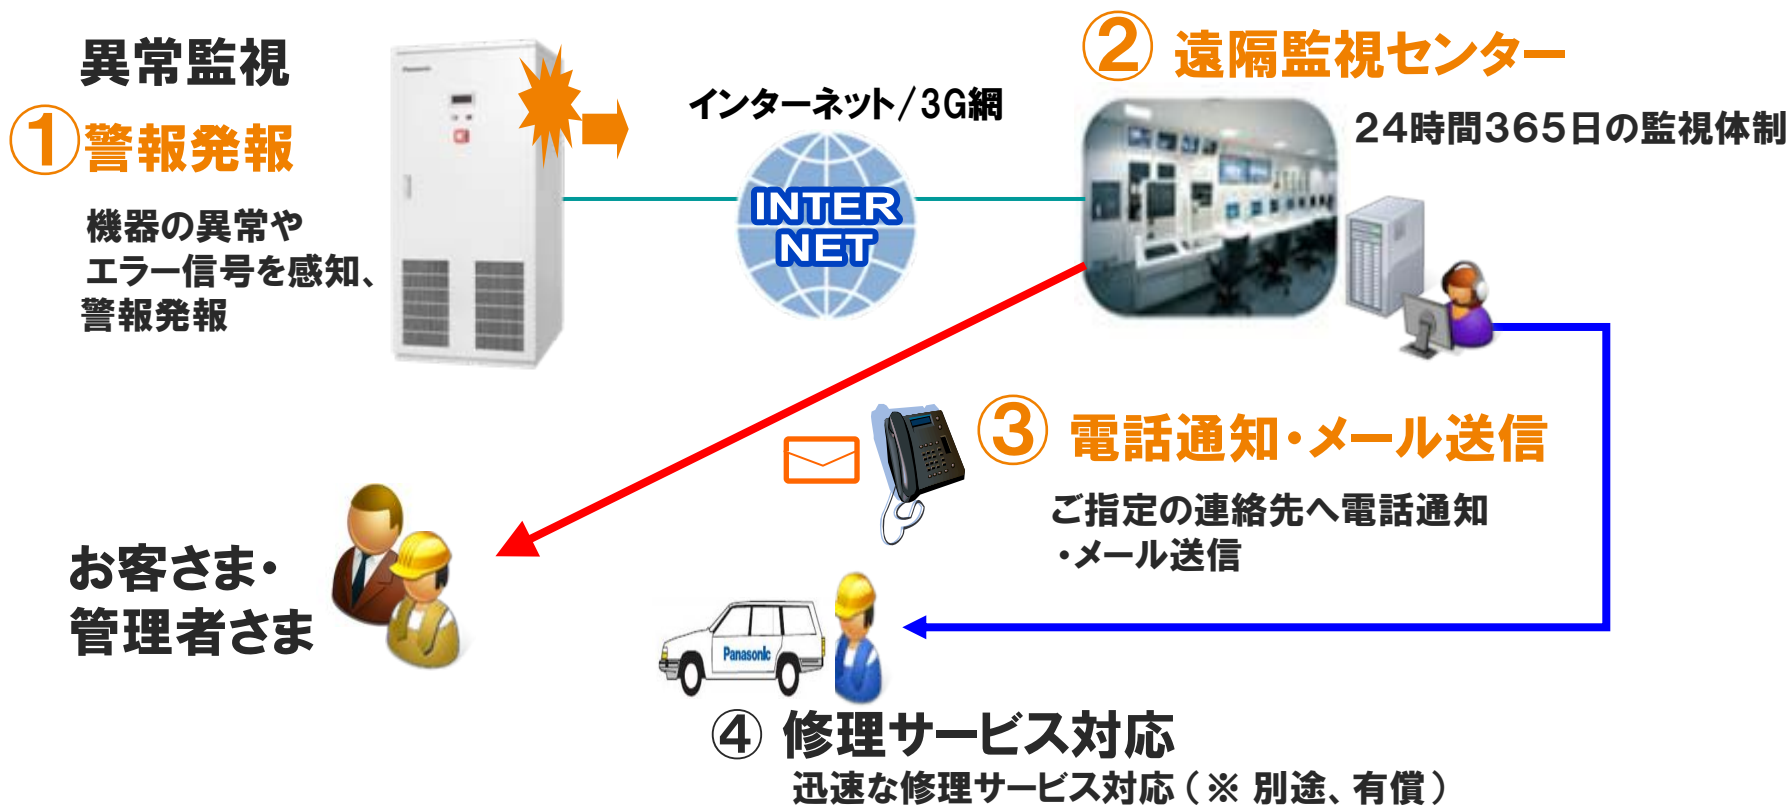 異常監視
①警報発報
機器の異常や
エラー信号を感知、
警報発報
Panasonic
インターネット/3G網
INTER
NET
② 遠隔監視センター
24時間365日の監視体制
③ 電話通知・メール送信
ご指定の連絡先へ電話通知
・メール送信
お客さま・
管理者さま
Panasonic
④ 修理サービス対応
迅速な修理サービス対応(※ 別途、有償)